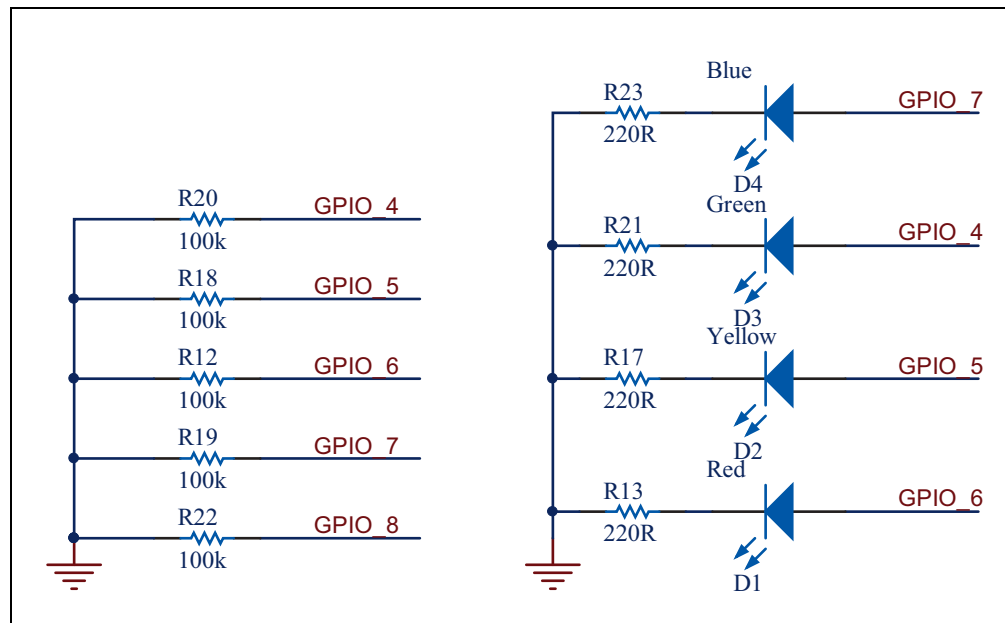 R20
GPIO_4
100k
R18
GPIO_5
100k
R12
GPIO_6
100k
R19
GPIO_7
100k
R22
GPIO_8
100k
Blue
R23
GPIO_7
220R
D4
Green
R21
GPIO_4
220R
D3
Yellow
R17
GPIO_5
220R
D2
Red
R13
GPIO_6
220R
D1